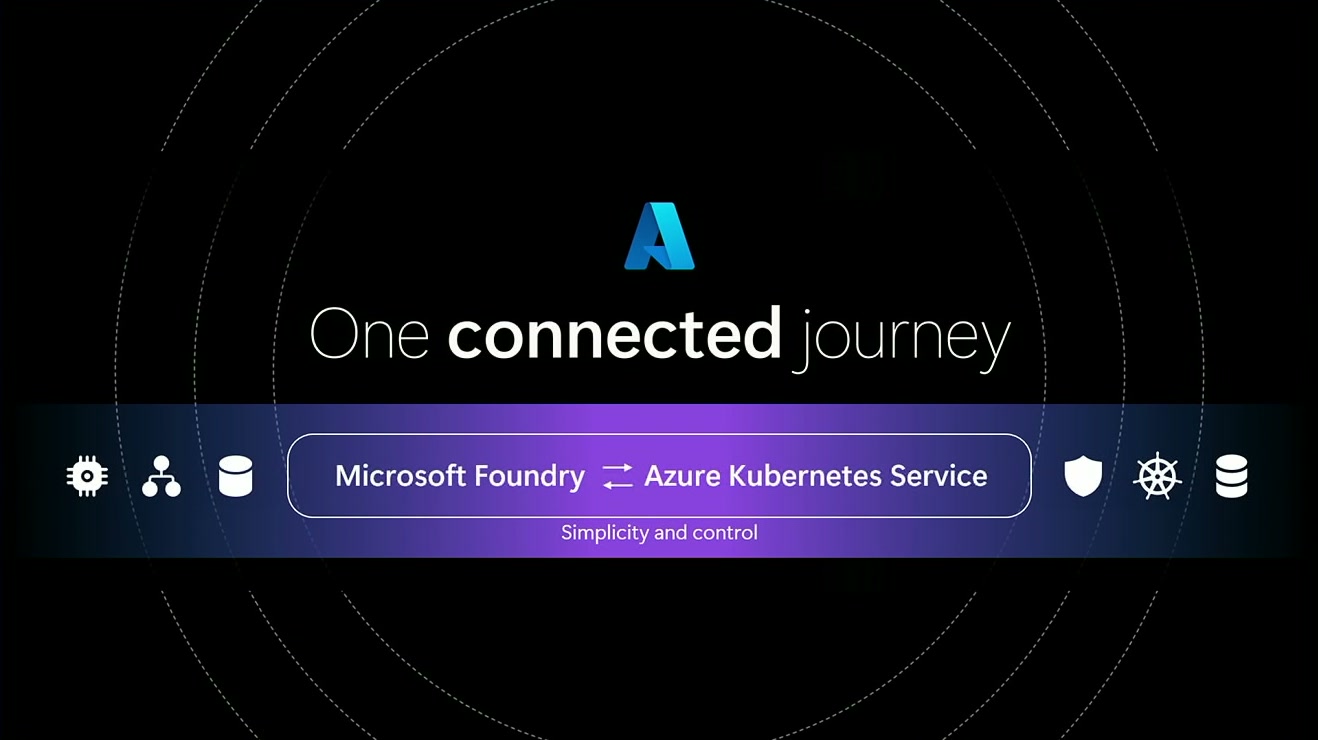 One connected journey
Microsoft Foundry ⇄ Azure Kubernetes Service
Simplicity and control